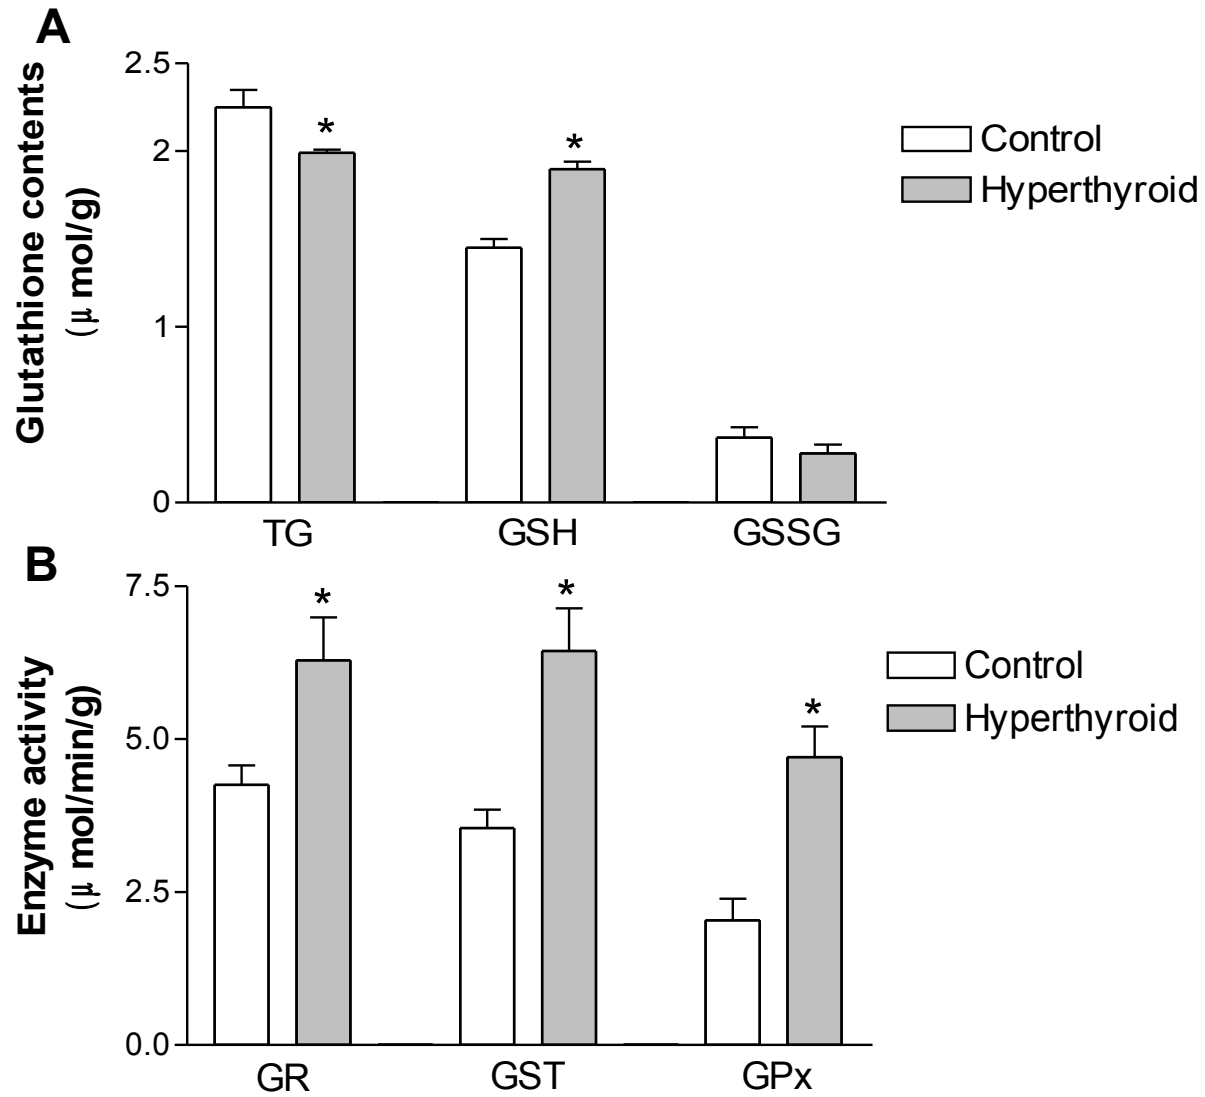 A
Glutathione contents
(μ mol/g)
2.5
2
1
0
*
*
TG
GSH
GSSG
Control
Hyperthyroid
B
Enzyme activity
(μ mol/min/g)
7.5
5.0
2.5
0.0
*
*
*
GR
GST
GPx
Control
Hyperthyroid